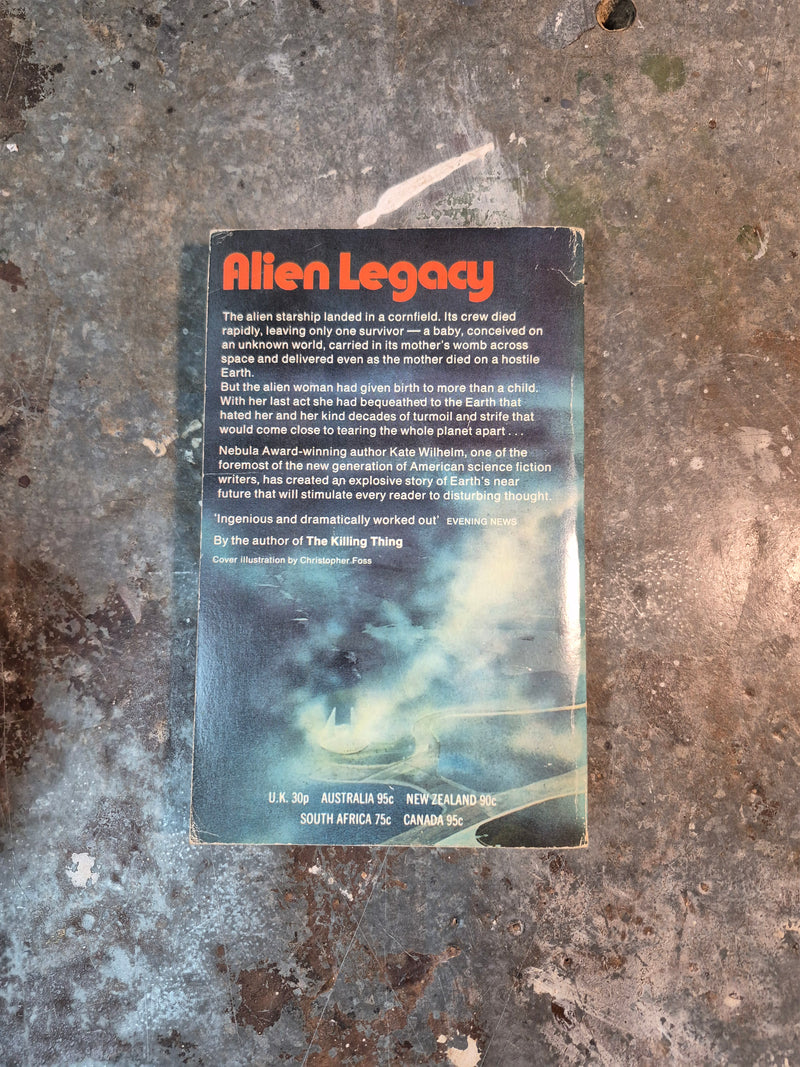 Alien Legacy
The alien starship landed in a cornfield. Its crew died
rapidly, leaving only one survivor — a baby, conceived on
an unknown world, carried in its mother's womb across
space and delivered even as the mother died on a hostile
Earth.
But the alien woman had given birth to more than a child.
With her last act she had bequeathed to the Earth that
hated her and her kind decades of turmoil and strife that
would come close to tearing the whole planet apart . . .
Nebula Award-winning author Kate Wilhelm, one of the
foremost of the new generation of American science fiction
writers, has created an explosive story of Earth's near
future that will stimulate every reader to disturbing thought.
'Ingenious and dramatically worked out' EVENING NEWS
By the author of The Killing Thing
Cover illustration by Christopher Foss
U.K. 30p AUSTRALIA 95c NEW ZEALAND 90c
SOUTH AFRICA 75c CANADA 95c